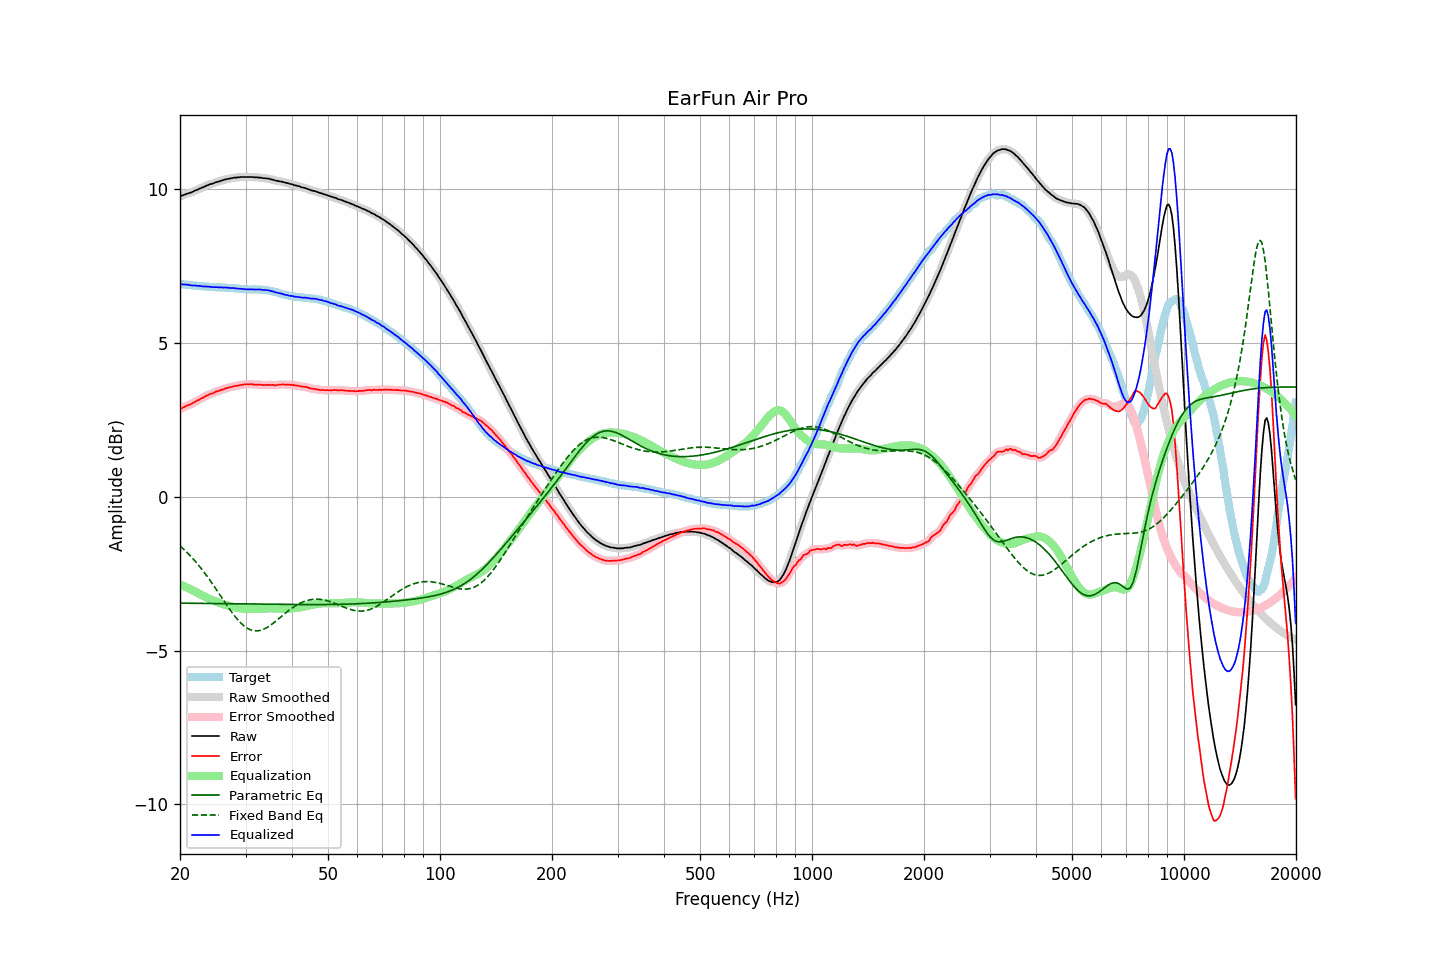 EarFun Air Pro
Amplitude (dBr)
10
5
0
−5
−10
Target
Raw Smoothed
Error Smoothed
Raw
Error
Equalization
Parametric Eq
Fixed Band Eq
Equalized
20 50 100 200 500 1000 2000 5000 10000 20000
Frequency (Hz)